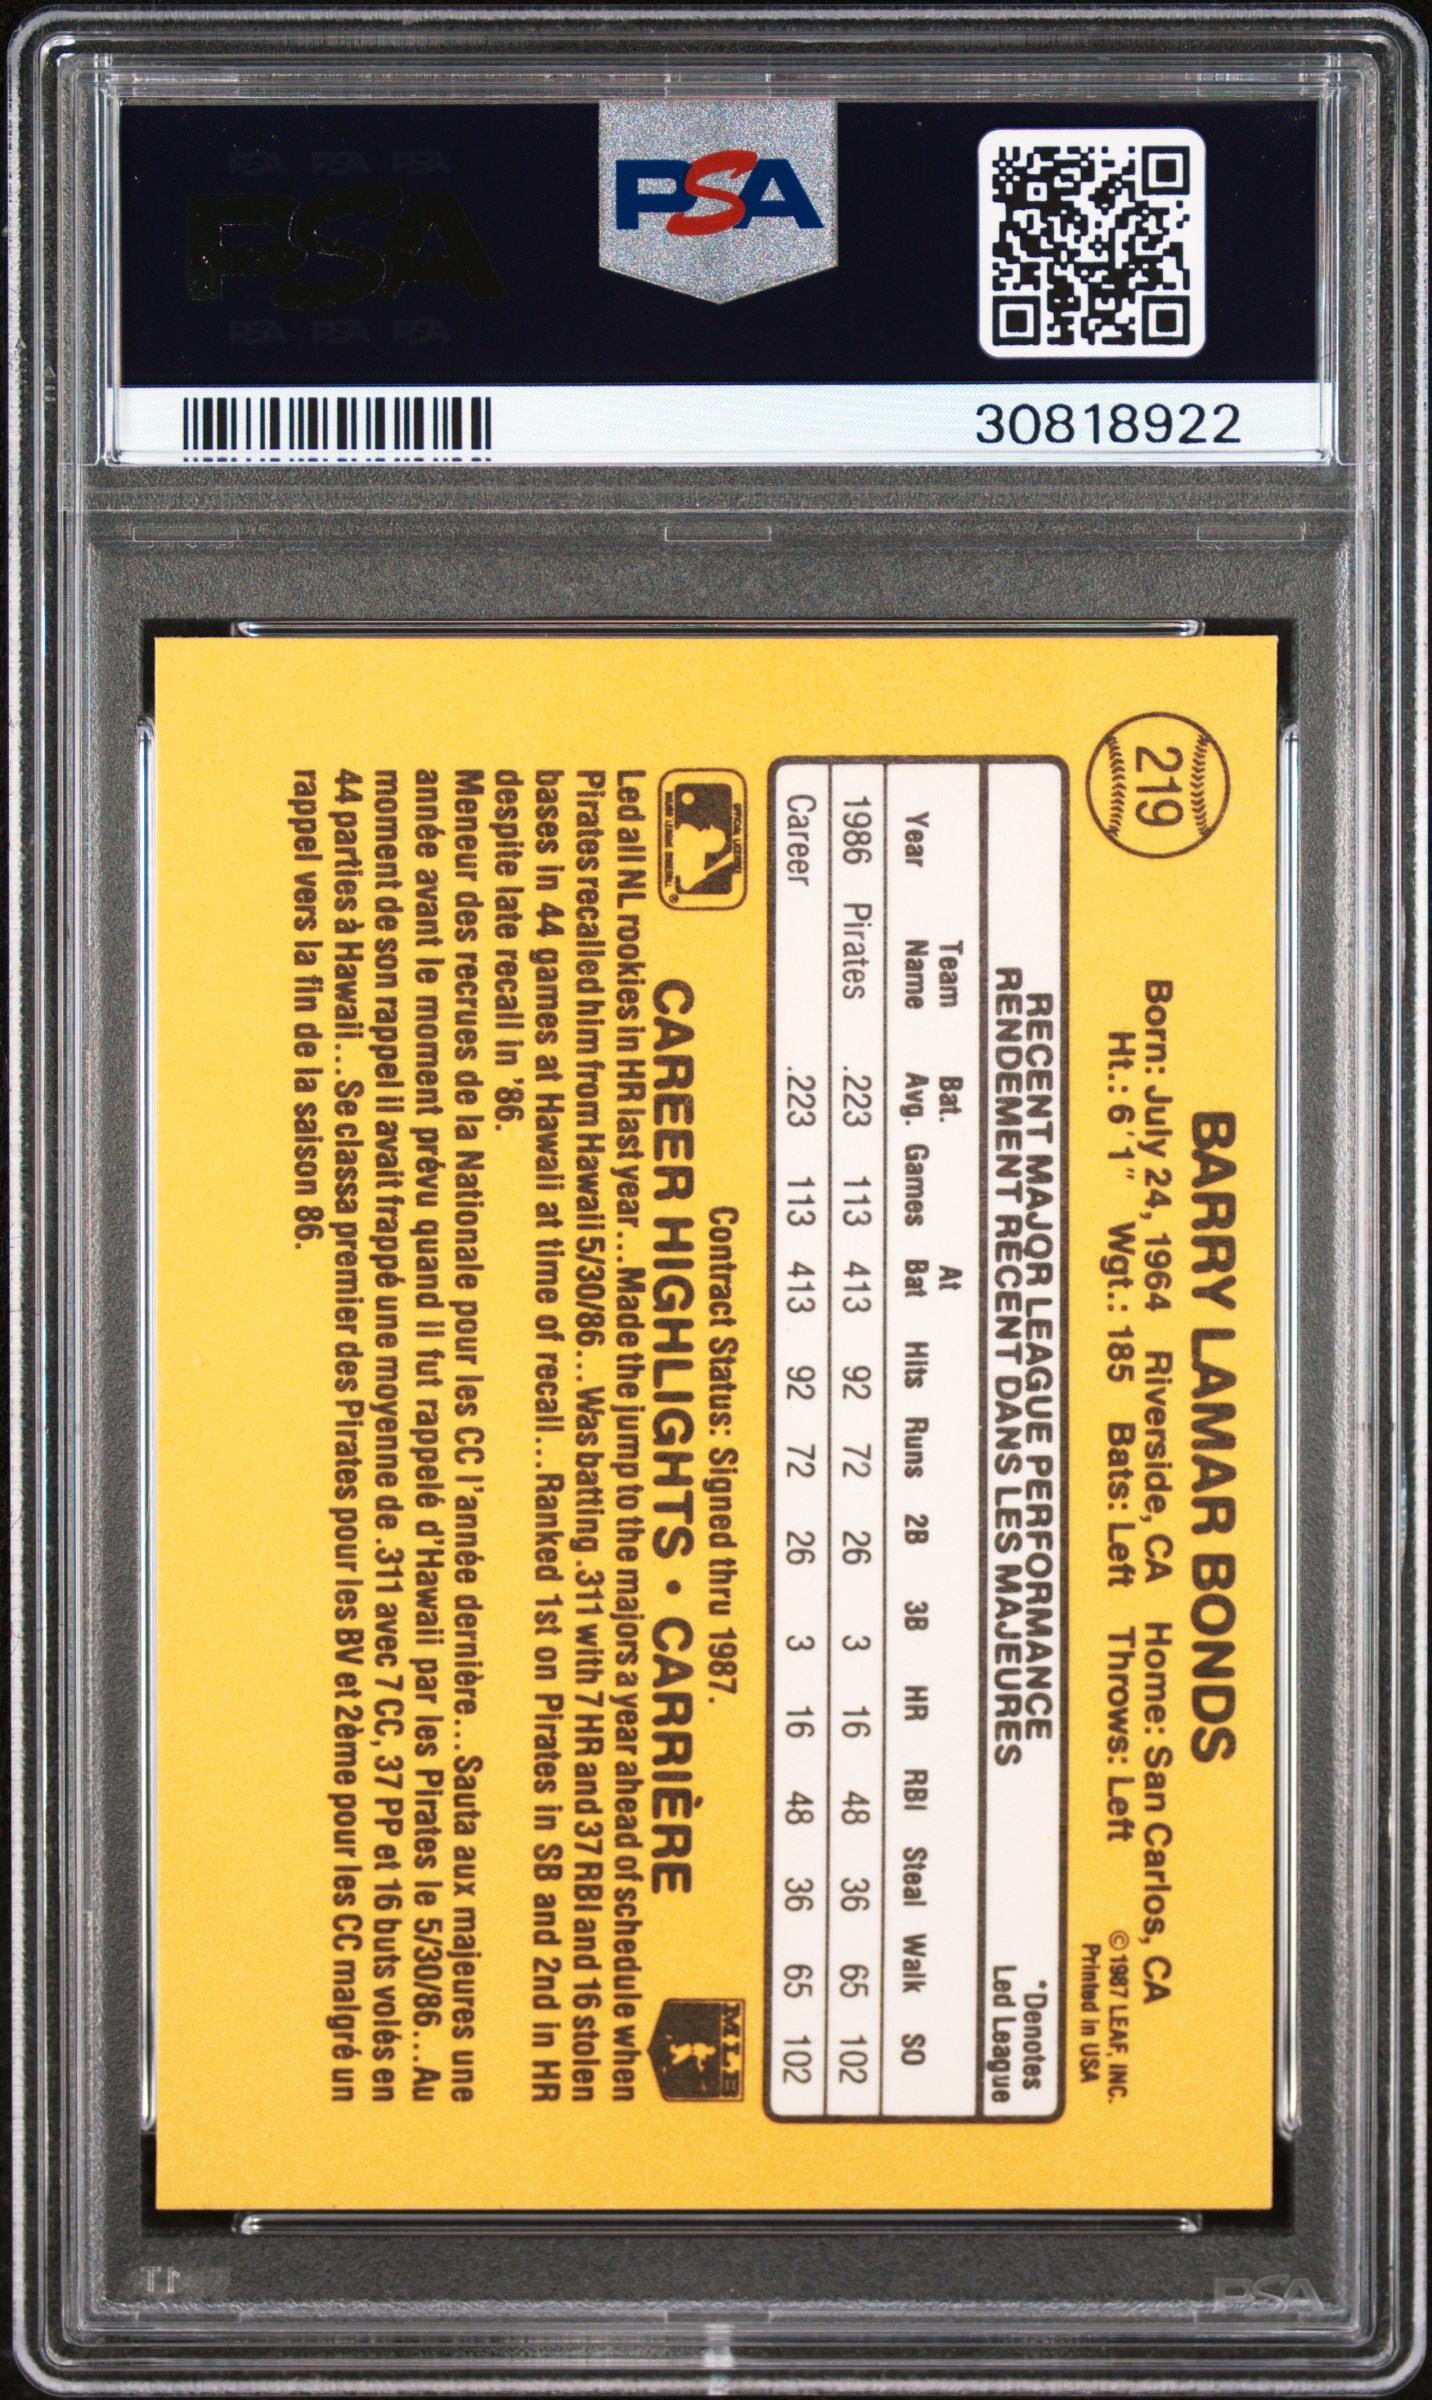 PSA PSA PSA
PSA
PSA PSA PSA
PSA
30818922
219
BARRY LAMAR BONDS
Born: July 24, 1964 Riverside, CA Home: San Carlos, CA
Ht.: 6'1" Wgt.: 185 Bats: Left Throws: Left
©1987 LEAF, INC.
Printed in USA
RECENT MAJOR LEAGUE PERFORMANCE
RENDEMENT RÉCENT DANS LES MAJEURES
*Denotes
Led League
Year Team Name Bat. Avg. Games At Bat Hits Runs 2B 3B HR RBI Steal Walk SO
1986 Pirates .223 113 413 92 72 26 3 16 48 36 65 102
Career .223 113 413 92 72 26 3 16 48 36 65 102
Contract Status: Signed thru 1987.
CAREER HIGHLIGHTS • CARRIÈRE
MLB
Led all NL rookies in HR last year...Made the jump to the majors a year ahead of schedule when
Pirates recalled him from Hawaii 5/30/86...Was batting .311 with 7 HR and 37 RBI and 16 stolen
bases in 44 games at Hawaii at time of recall...Ranked 1st on Pirates in SB and 2nd in HR
despite late recall in '86.
Meneur des recrues de la Nationale pour les CC l'année dernière...Sauta aux majeures une
année avant le moment prévu quand il fut rappelé d'Hawaii par les Pirates le 5/30/86...Au
moment de son rappel il avait frappé une moyenne de .311 avec 7 CC, 37 PP et 16 buts volés en
44 parties à Hawaii...Se classa premier des Pirates pour les BV et 2ème pour les CC malgré un
rappel vers la fin de la saison 86.
PSA